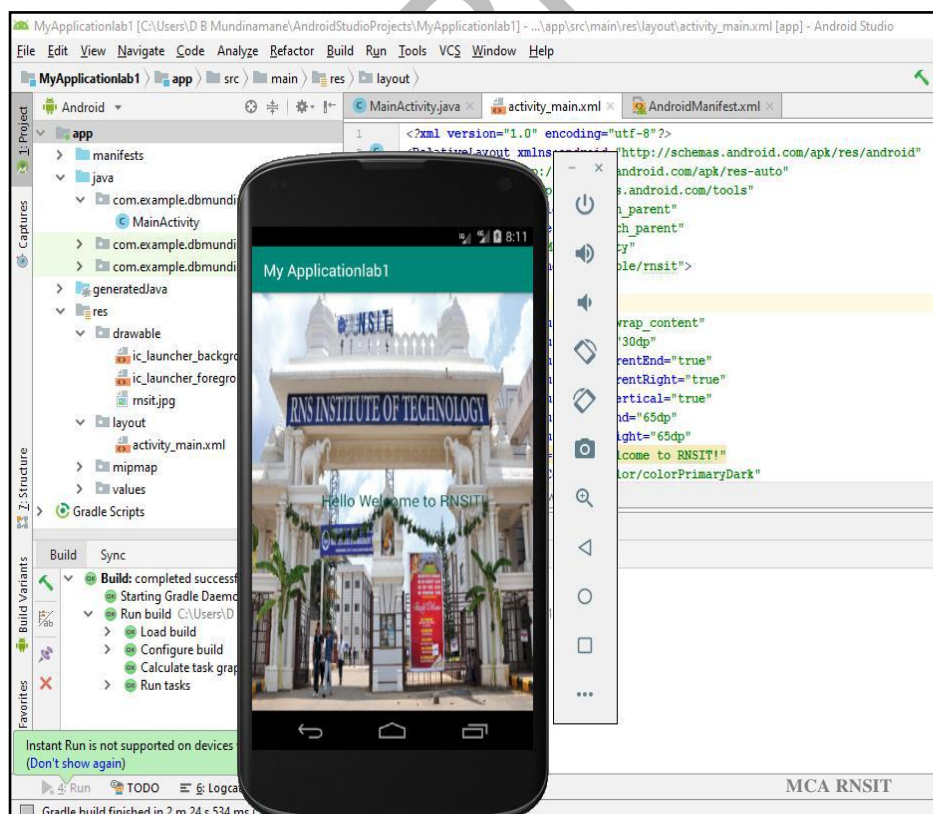 MyApplicationlab1 [C:\Users\D B Mundinamane\AndroidStudioProjects\MyApplicationlab1] - ...\app\src\main\res\layout\activity_main.xml [app] - Android Studio
File Edit View Navigate Code Analyze Refactor Build Run Tools VCS Window Help
MyApplicationlab1 app src main res layout
Android
MainActivity.java activity_main.xml AndroidManifest.xml
1: Project
Captures
Z: Structure
Build Variants
Favorites
app
manifests
java
com.example.dbmundi
MainActivity
com.example.dbmundi
com.example.dbmundi
generatedJava
res
drawable
ic_launcher_backgro
ic_launcher_foregro
rnsit.jpg
layout
activity_main.xml
mipmap
values
Gradle Scripts
1 <?xml version="1.0" encoding="utf-8"?>
<RelativeLayout xmlns:android="http://schemas.android.com/apk/res/android"
android.com/apk/res-auto"
s.android.com/tools"
h_parent"
ch_parent"
ty"
le/rnsit">
wrap_content"
"30dp"
rentEnd="true"
rentRight="true"
ertical="true"
nd="65dp"
ight="65dp"
lcome to RNSIT!"
lor/colorPrimaryDark"
8:11
My Applicationlab1
RNSIT
RNS INSTITUTE OF TECHNOLOGY
Hello Welcome to RNSIT!
Build Sync
Build: completed successf
Starting Gradle Daemo
Run build C:\Users\D
Load build
Configure build
Calculate task grap
Run tasks
Instant Run is not supported on devices
(Don't show again)
4: Run TODO 6: Logca
MCA RNSIT
Gradle build finished in 2 m 24 s 534 ms